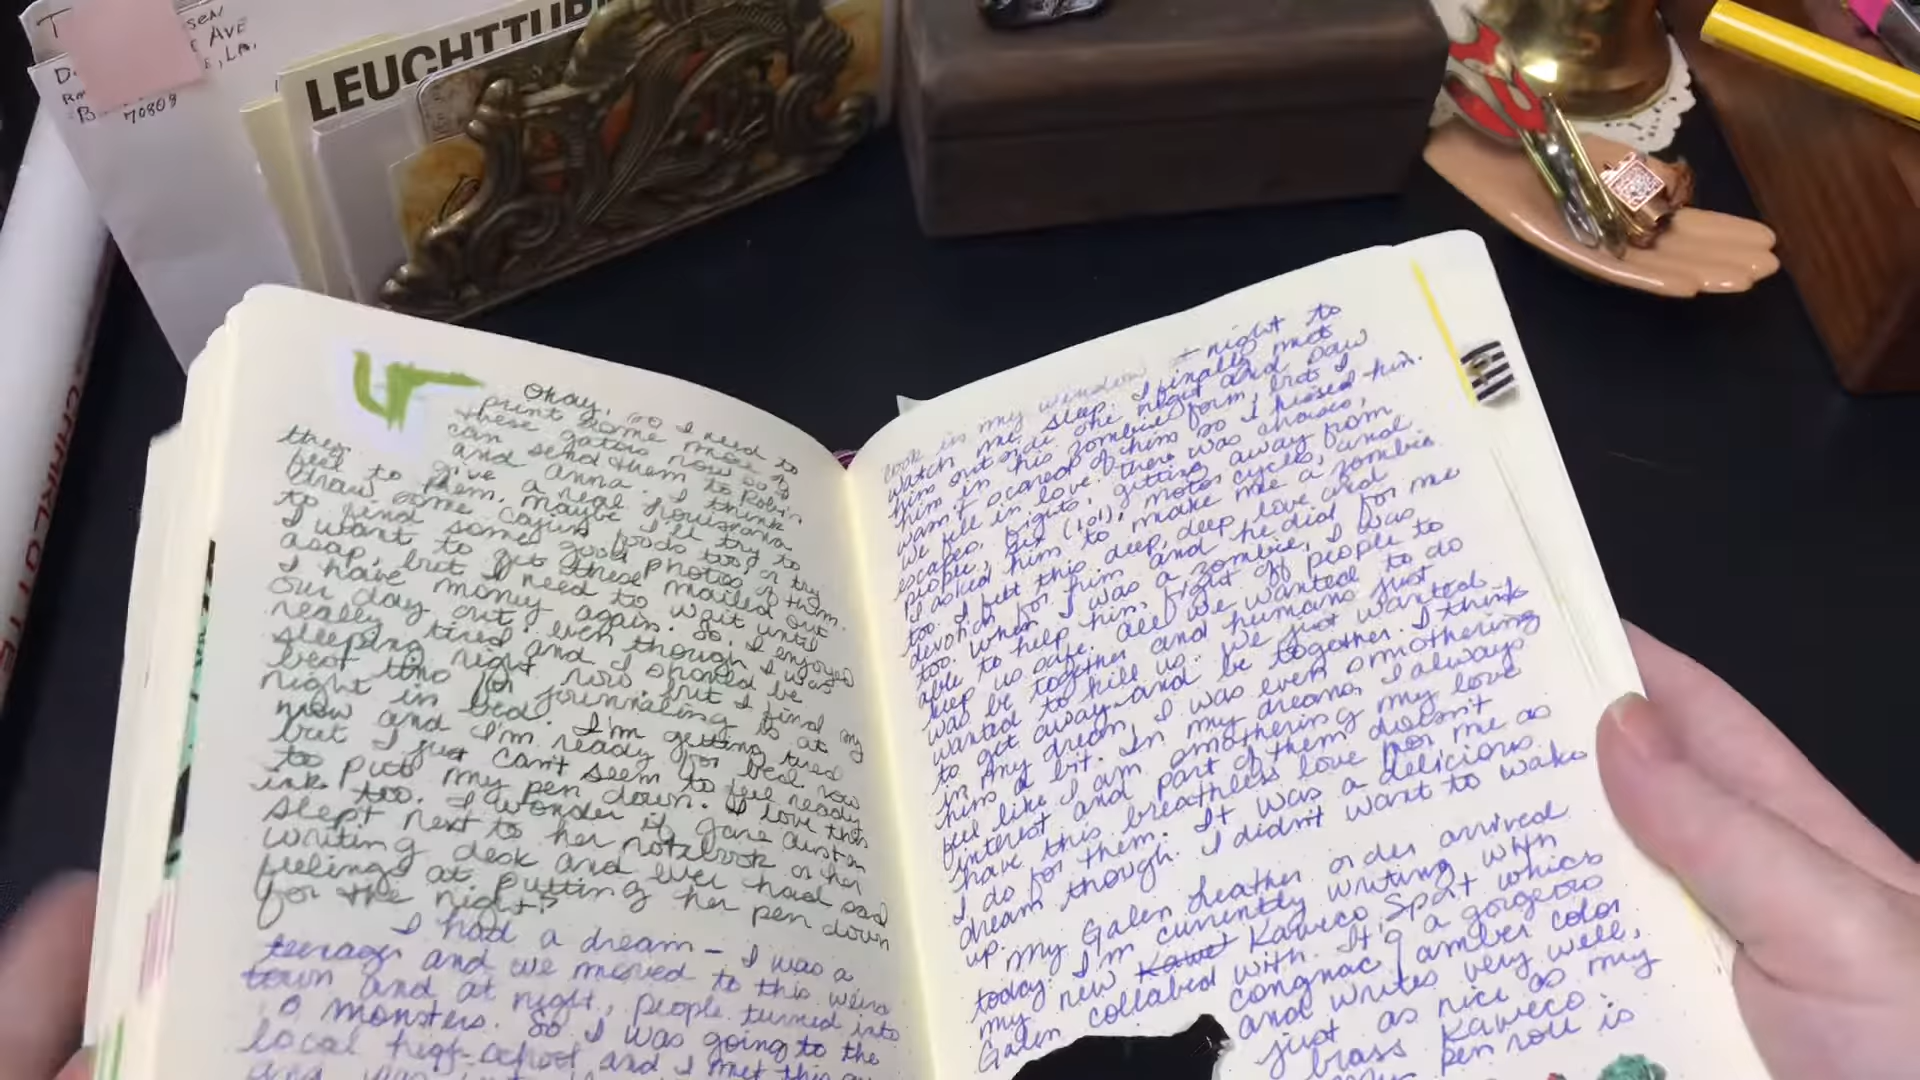 SEN
E AVE
E, LA.
70809
LEUCHTTU
Okay, so I need to
print some more of
these gators now so I
can send them to Robin
and Anna. I think
they give a real Louisiana
feel to them. Maybe I'll try to
throw some cajun foods too, or try
to find some good photos of them.
I want to get these mailed out
asap, but I need to wait until
I have money again. So, I enjoyed
our day out even though I was
really tired and I should be
sleeping right now, but I find my
best time for journaling is at
night in bed. I'm getting tired
now and I'm ready for bed now
but I just can't seem to feel ready
to put my pen down. I love this
ink too. I wonder if Jane Austen
slept next to her notebook or her
writing desk and ever had sad
feelings at putting her pen down
for the night?
I had a dream - I was a
teenager and we moved to this weird
town and at night, people turned into
monsters. So I was going to the
local high-school and I met this
look in my window at night to
watch me sleep. I finally met
him outside one night and saw
him in his zombie form, but I
wasn't scared of him so I kissed him.
We fell in love. There was chases,
escapes, fights, getting away from
people, sex (lol), motorcycles, and
I asked him to make me a zombie
too. I felt this deep, deep love and
devotion for him and he did for me
too. When I was a zombie, I was
able to help him fight off people to
keep us safe. All we wanted to do
was be together and humans just
wanted to kill us. We just wanted
to get away and be together. I think
in my dream, I was even smothering
him a bit. In my dreams, I always
feel like I am smothering my love
interest and part of them doesn't
have this breathless love for me as
I do for them. It was a delicious
dream though. I didn't want to wake
up.
My Galen Leather order arrived
today. I'm currently writing with
my new Kawe Kaweco Sport which
Galen collabed with. It's a gorgeous
congnac / amber color
and writes very well,
just as nice as my
brass Kaweco.
pen roll is